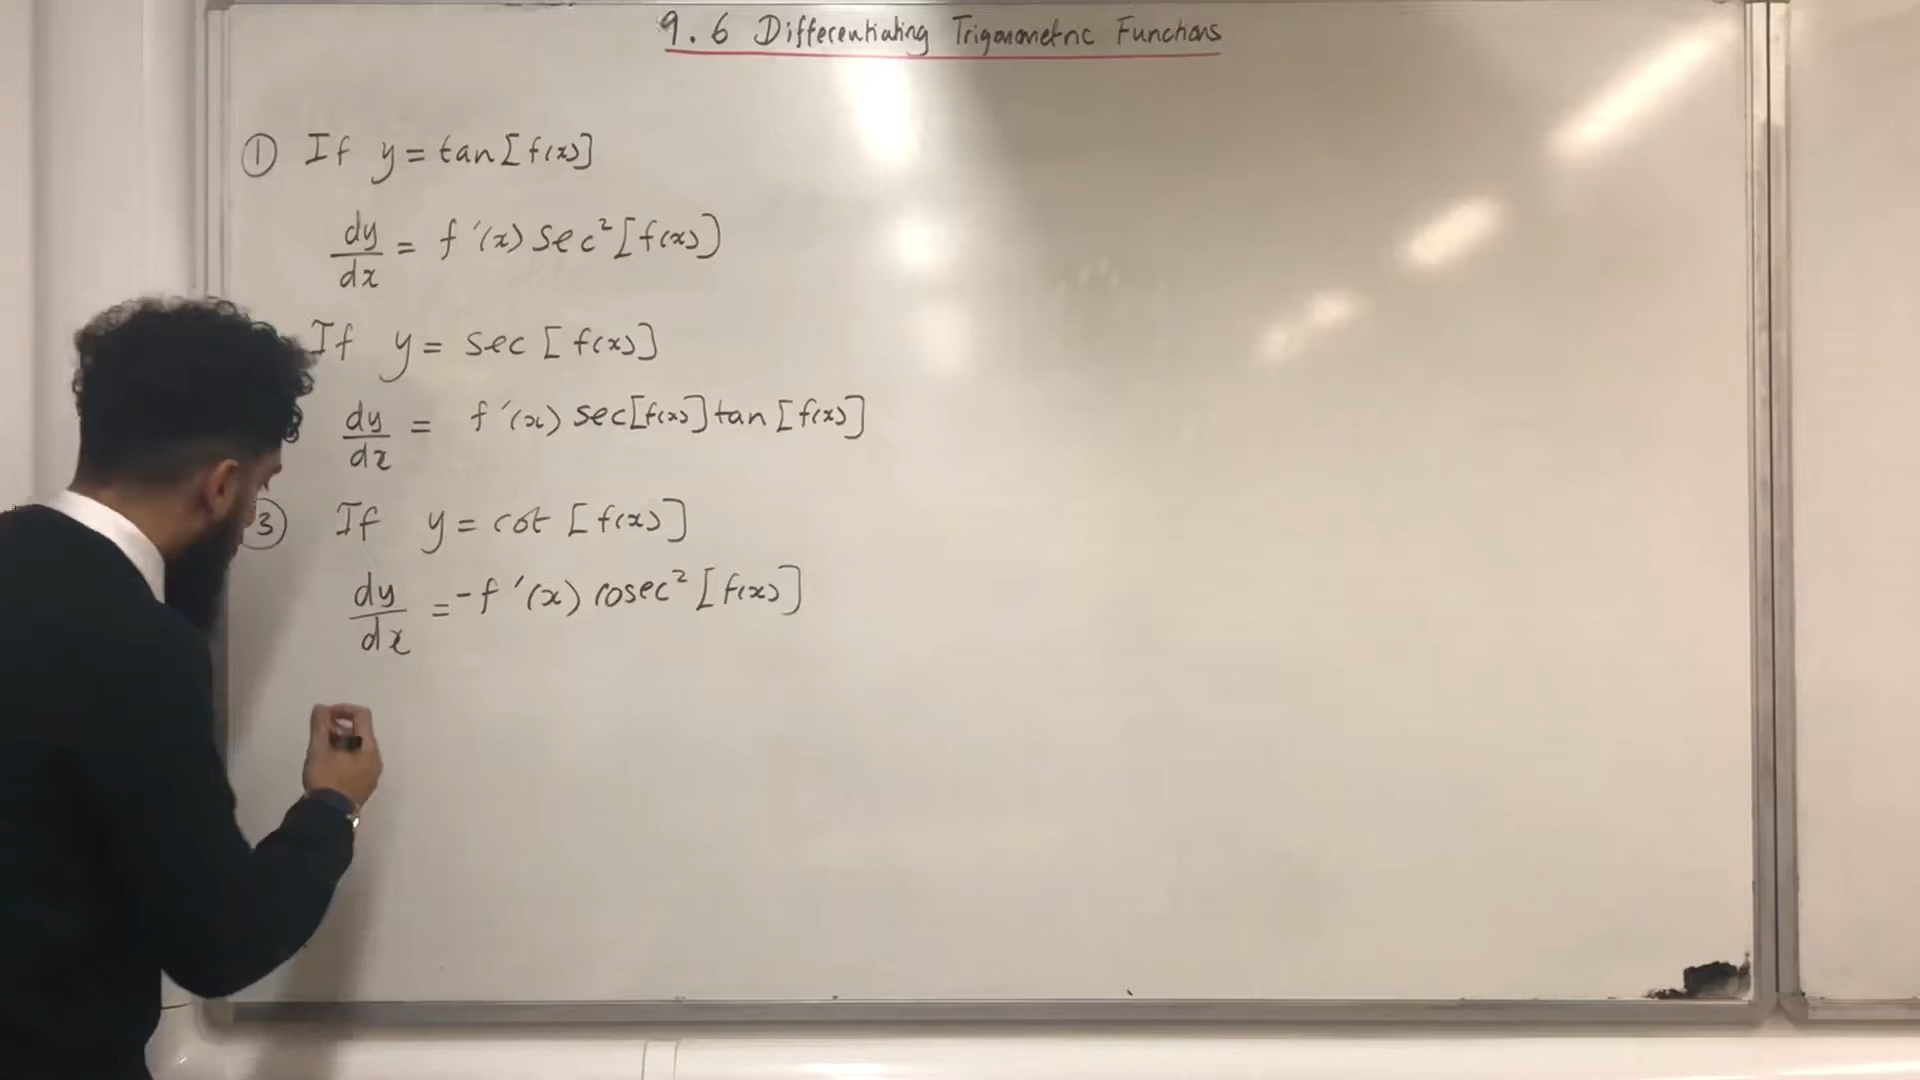 9.6 Differentiating Trigonometric Functions
① If y = tan[f(x)]
dy/dx = f'(x) sec²[f(x)]
If y = sec [f(x)]
dy/dx = f'(x) sec[f(x)]tan[f(x)]
③ If y = cot [f(x)]
dy/dx = -f'(x) cosec²[f(x)]